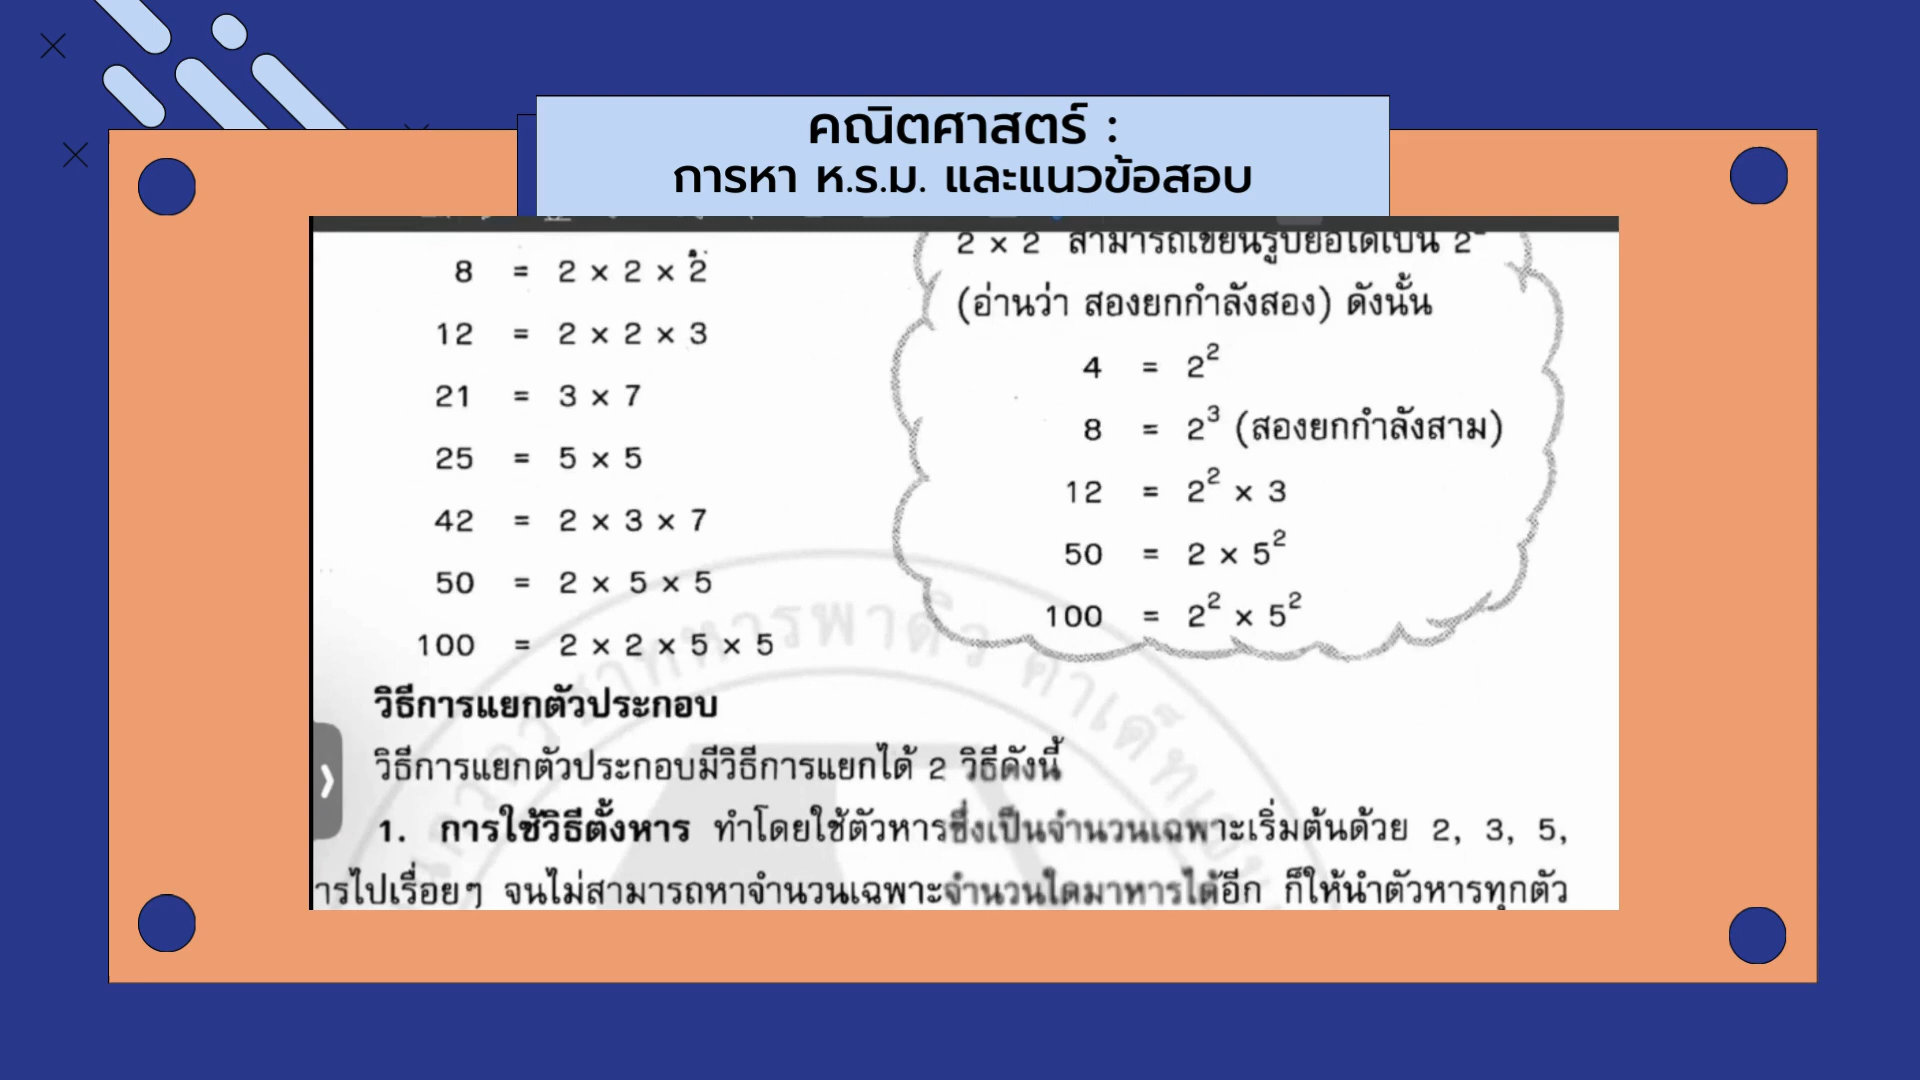 คณิตศาสตร์ :
การหา ห.ร.ม. และแนวข้อสอบ
8 = 2 × 2 × 2
12 = 2 × 2 × 3
21 = 3 × 7
25 = 5 × 5
42 = 2 × 3 × 7
50 = 2 × 5 × 5
100 = 2 × 2 × 5 × 5
2 × 2 สามารถเขียนรูปย่อได้เป็น 2²
(อ่านว่า สองยกกำลังสอง) ดังนั้น
4 = 2²
8 = 2³ (สองยกกำลังสาม)
12 = 2² × 3
50 = 2 × 5²
100 = 2² × 5²
วิธีการแยกตัวประกอบ
วิธีการแยกตัวประกอบมีวิธีการแยกได้ 2 วิธีดังนี้
1. การใช้วิธีตั้งหาร ทำโดยใช้ตัวหารซึ่งเป็นจำนวนเฉพาะเริ่มต้นด้วย 2, 3, 5,
ารไปเรื่อยๆ จนไม่สามารถหาจำนวนเฉพาะจำนวนใดมาหารได้อีก ก็ให้นำตัวหารทุกตัว